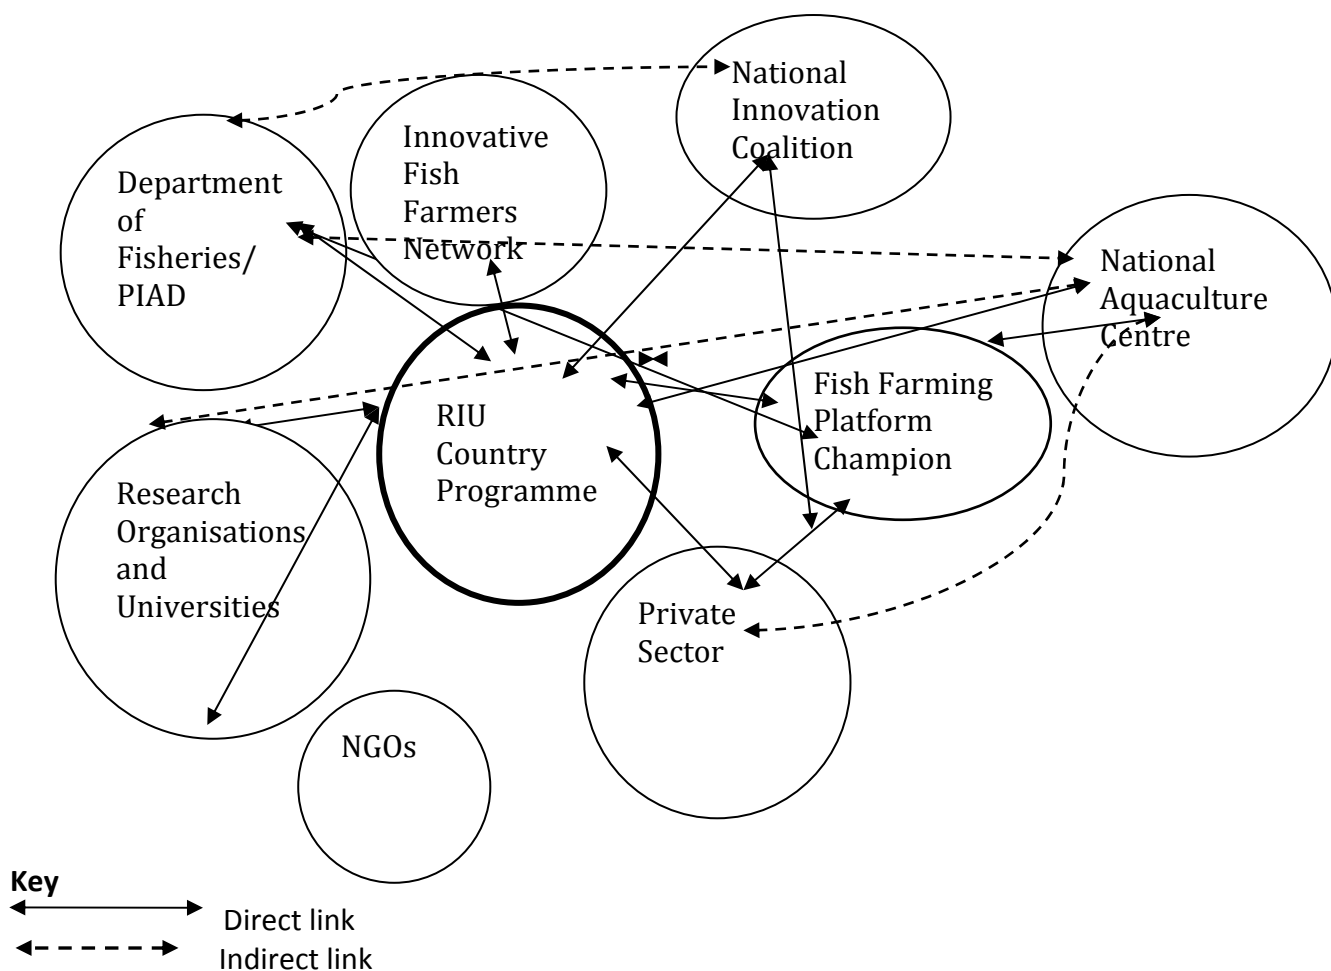 National
Innovation
Coalition
Innovative
Fish
Farmers
Network
Department
of
Fisheries/
PIAD
National
Aquaculture
Centre
Fish Farming
Platform
Champion
RIU
Country
Programme
Research
Organisations
and
Universities
Private
Sector
NGOs
Key
Direct link
Indirect link